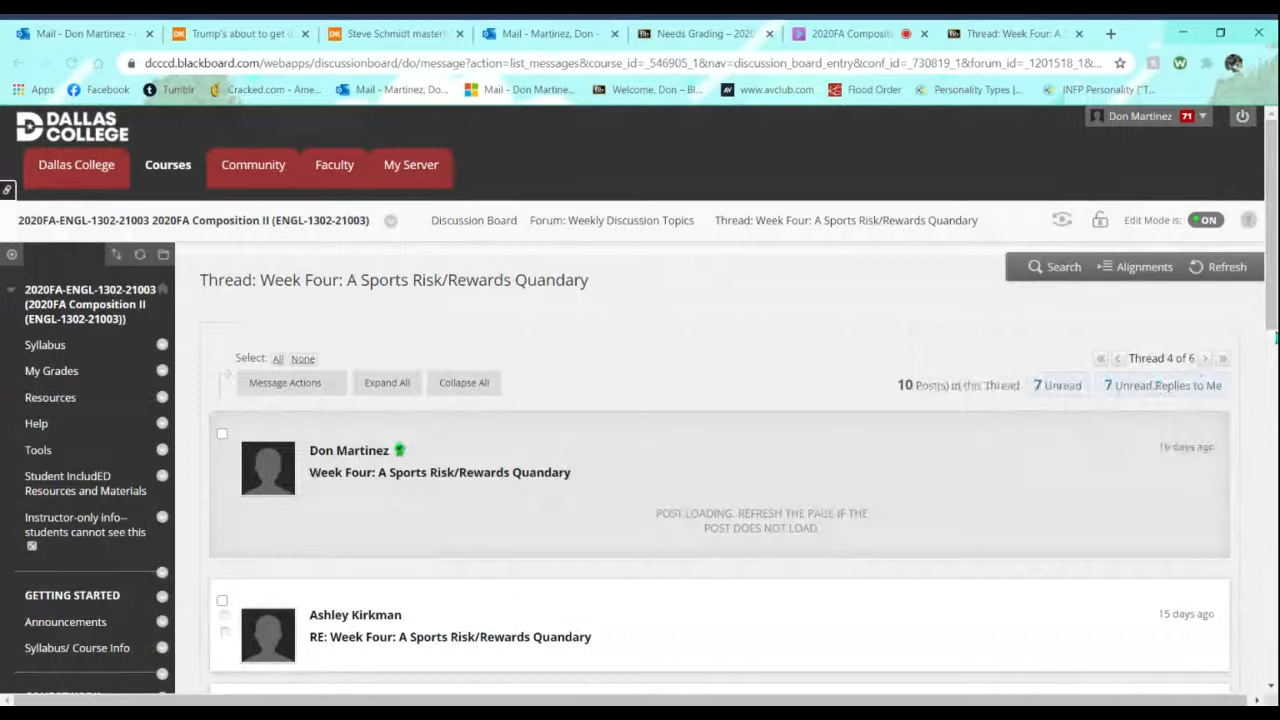 Mail - Don Martinez -
Trump's about to get o
Steve Schmidt master
Mail - Martinez, Don -
Needs Grading – 2020
2020FA Composit
Thread: Week Four: A S
dcccd.blackboard.com/webapps/discussionboard/do/message?action=list_messages&course_id=_546905_1&nav=discussion_board_entry&conf_id=_730819_1&forum_id=_1201518_1&...
Apps
Facebook
Tumblr
Cracked.com - Ame...
Mail - Martinez, Do...
Mail - Don Martine...
Welcome, Don – Bl...
www.avclub.com
Flood Order
Personality Types |...
INFP Personality ("T...
DALLAS
COLLEGE
Don Martinez 71
Dallas College
Courses
Community
Faculty
My Server
2020FA-ENGL-1302-21003 2020FA Composition II (ENGL-1302-21003)
Discussion Board
Forum: Weekly Discussion Topics
Thread: Week Four: A Sports Risk/Rewards Quandary
Edit Mode is: ON
2020FA-ENGL-1302-21003
(2020FA Composition II
(ENGL-1302-21003))
Syllabus
My Grades
Resources
Help
Tools
Student IncludED
Resources and Materials
Instructor-only info--
students cannot see this
GETTING STARTED
Announcements
Syllabus/ Course Info
Thread: Week Four: A Sports Risk/Rewards Quandary
Search
Alignments
Refresh
Select: All None
Thread 4 of 6
Message Actions
Expand All
Collapse All
10 Post(s) in this Thread
7 Unread
7 Unread Replies to Me
Don Martinez
Week Four: A Sports Risk/Rewards Quandary
POST LOADING. REFRESH THE PAGE IF THE
POST DOES NOT LOAD.
Ashley Kirkman
15 days ago
RE: Week Four: A Sports Risk/Rewards Quandary